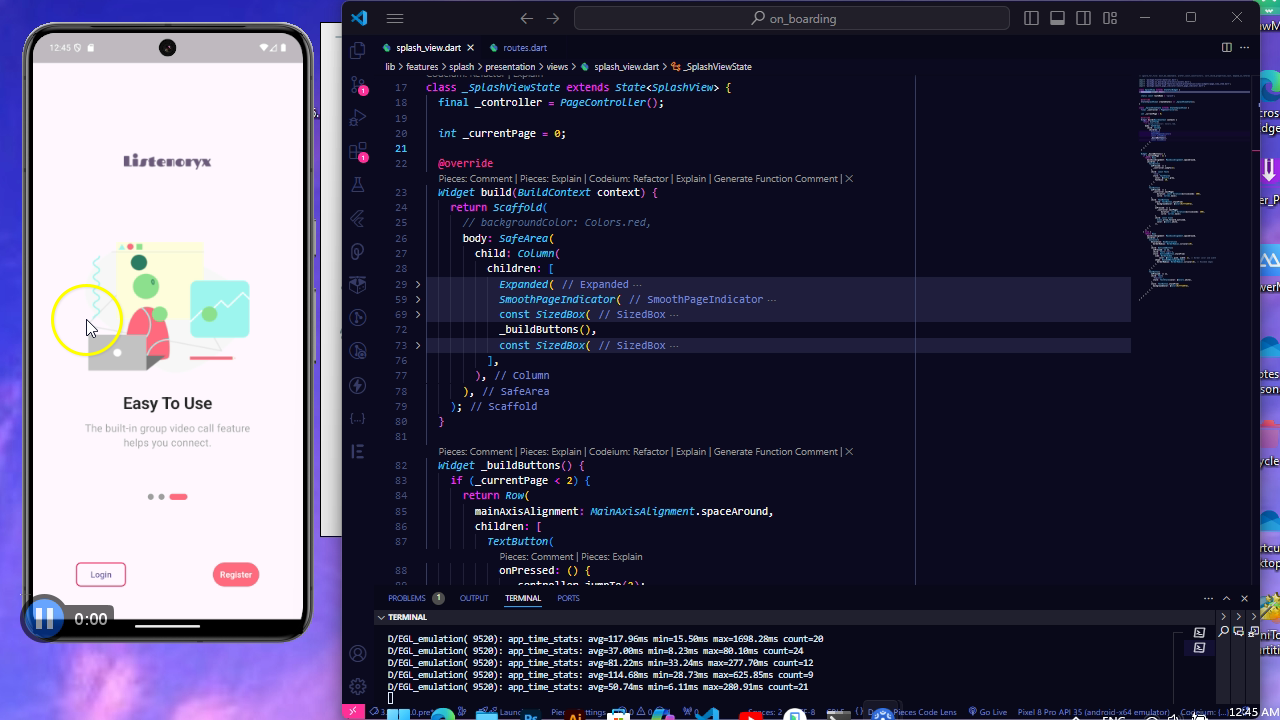 12:45
Listenoryx
Easy To Use
The built-in group video call feature
helps you connect.
Login
Register
0:00
on_boarding
splash_view.dart
routes.dart
lib > features > splash > presentation > views > splash_view.dart > _SplashViewState
17 class _SplashViewState extends State<SplashView> {
18 final _controller = PageController();
19
20 int _currentPage = 0;
21
22 @override
Pieces: Comment | Pieces: Explain | Codeium: Refactor | Explain | Generate Function Comment | X
23 Widget build(BuildContext context) {
24 return Scaffold(
25 // backgroundColor: Colors.red,
26 body: SafeArea(
27 child: Column(
28 children: [
29 Expanded( // Expanded ...
59 SmoothPageIndicator( // SmoothPageIndicator ...
69 const SizedBox( // SizedBox ...
72 _buildButtons(),
73 const SizedBox( // SizedBox ...
76 ],
77 ), // Column
78 ), // SafeArea
79 ); // Scaffold
80 }
81
Pieces: Comment | Pieces: Explain | Codeium: Refactor | Explain | Generate Function Comment | X
82 Widget _buildButtons() {
83 if (_currentPage < 2) {
84 return Row(
85 mainAxisAlignment: MainAxisAlignment.spaceAround,
86 children: [
87 TextButton(
Pieces: Comment | Pieces: Explain
88 onPressed: () {
PROBLEMS 1 OUTPUT TERMINAL PORTS
TERMINAL
D/EGL_emulation( 9520): app_time_stats: avg=117.96ms min=15.50ms max=1698.28ms count=20
D/EGL_emulation( 9520): app_time_stats: avg=37.00ms min=8.23ms max=80.10ms count=24
D/EGL_emulation( 9520): app_time_stats: avg=81.22ms min=33.24ms max=277.70ms count=12
D/EGL_emulation( 9520): app_time_stats: avg=114.68ms min=28.73ms max=625.85ms count=9
D/EGL_emulation( 9520): app_time_stats: avg=50.74ms min=6.11ms max=280.91ms count=21
Go Live
Pixel 8 Pro API 35 (android-x64 emulator)
12:45 AM